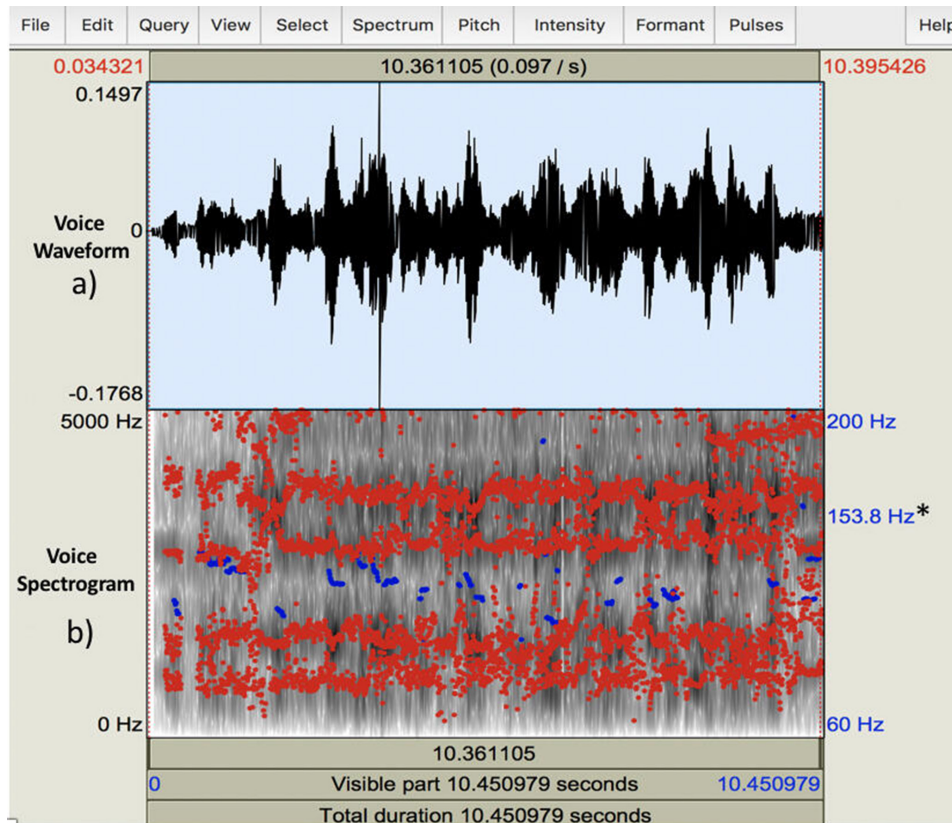 File Edit Query View Select Spectrum Pitch Intensity Formant Pulses Help
0.034321 10.361105 (0.097 / s) 10.395426
0.1497
Voice
Waveform
0
a)
-0.1768
5000 Hz 200 Hz
153.8 Hz*
Voice
Spectrogram
b)
0 Hz 60 Hz
10.361105
0 Visible part 10.450979 seconds 10.450979
Total duration 10.450979 seconds